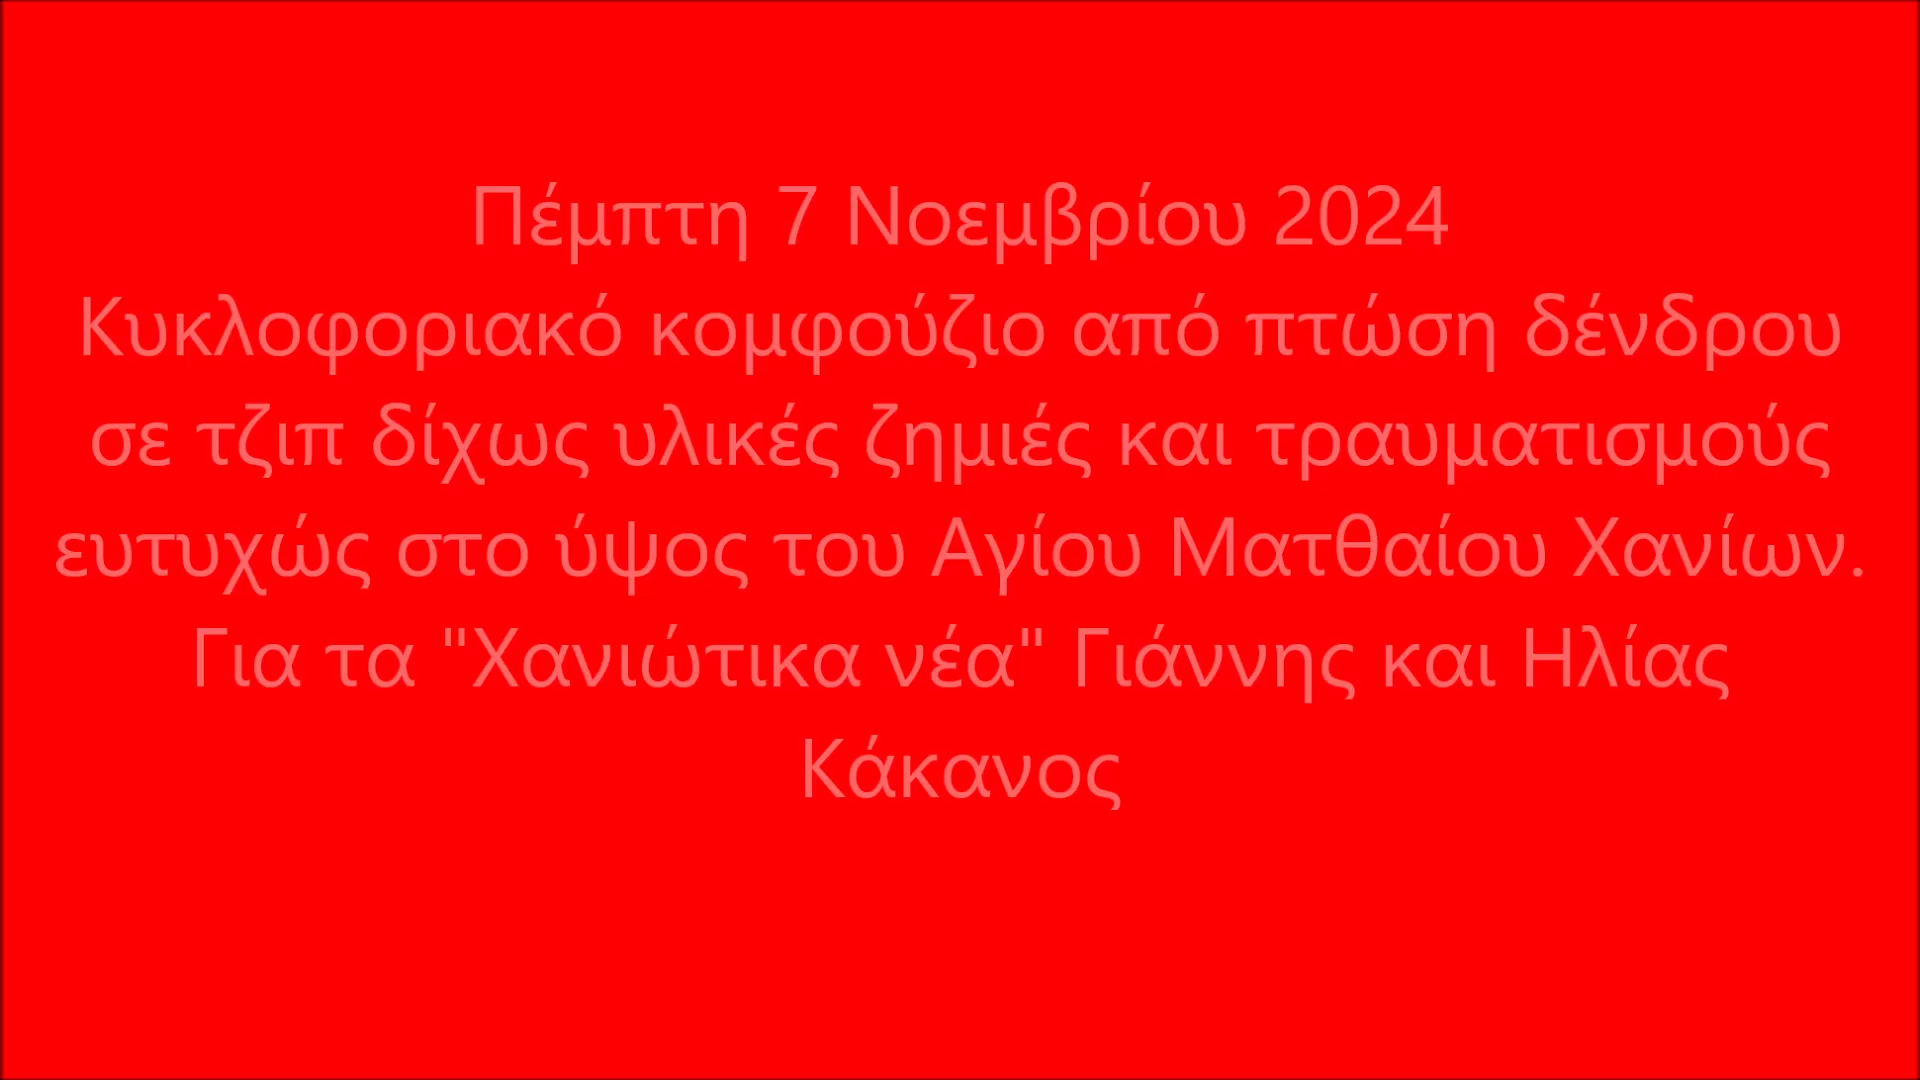 Πέμπτη 7 Νοεμβρίου 2024
Κυκλοφοριακό κομφούζιο από πτώση δένδρου
σε τζιπ δίχως υλικές ζημιές και τραυματισμούς
ευτυχώς στο ύψος του Αγίου Ματθαίου Χανίων.
Για τα "Χανιώτικα νέα" Γιάννης και Ηλίας
Κάκανος